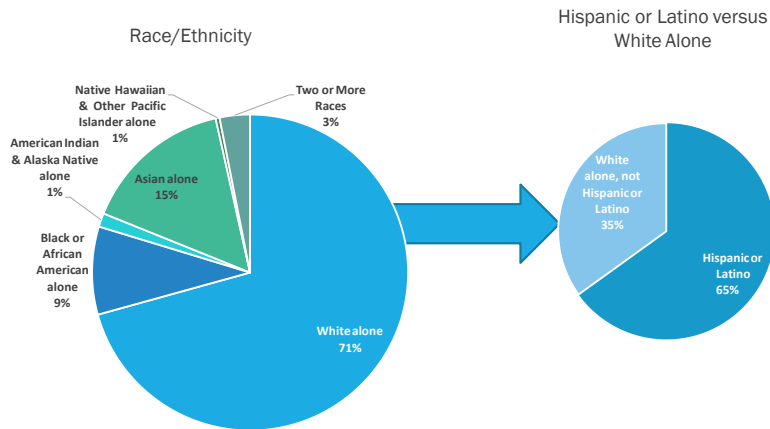 Race/Ethnicity
Hispanic or Latino versus
White Alone
Native Hawaiian
& Other Pacific
Islander alone
1%
Two or More
Races
3%
American Indian
& Alaska Native
alone
1%
Asian alone
15%
Black or
African
American
alone
9%
White alone
71%
White
alone, not
Hispanic or
Latino
35%
Hispanic or
Latino
65%